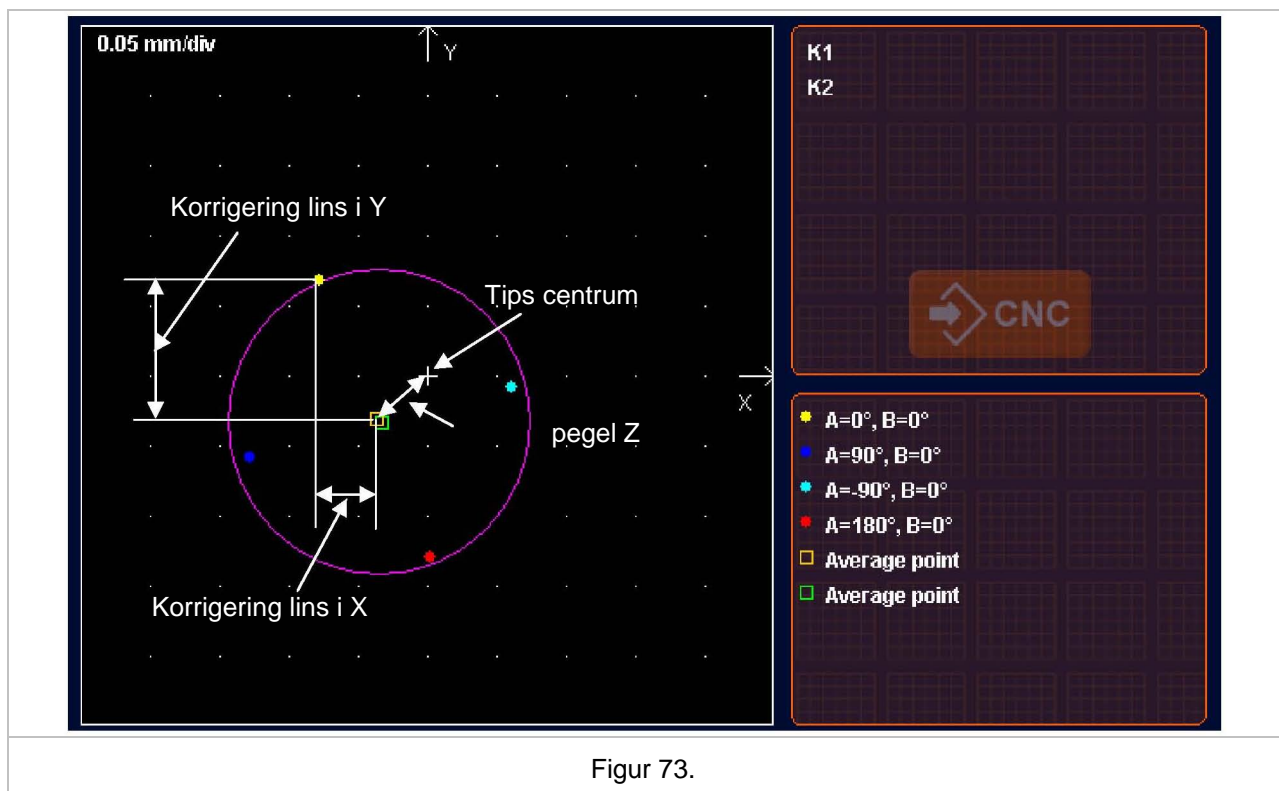 0.05 mm/div
Y
Korrigering lins i Y
Tips centrum
X
pegel Z
Korrigering lins i X
K1
K2
CNC
A=0°, B=0°
A=90°, B=0°
A=-90°, B=0°
A=180°, B=0°
Average point
Average point
Figur 73.